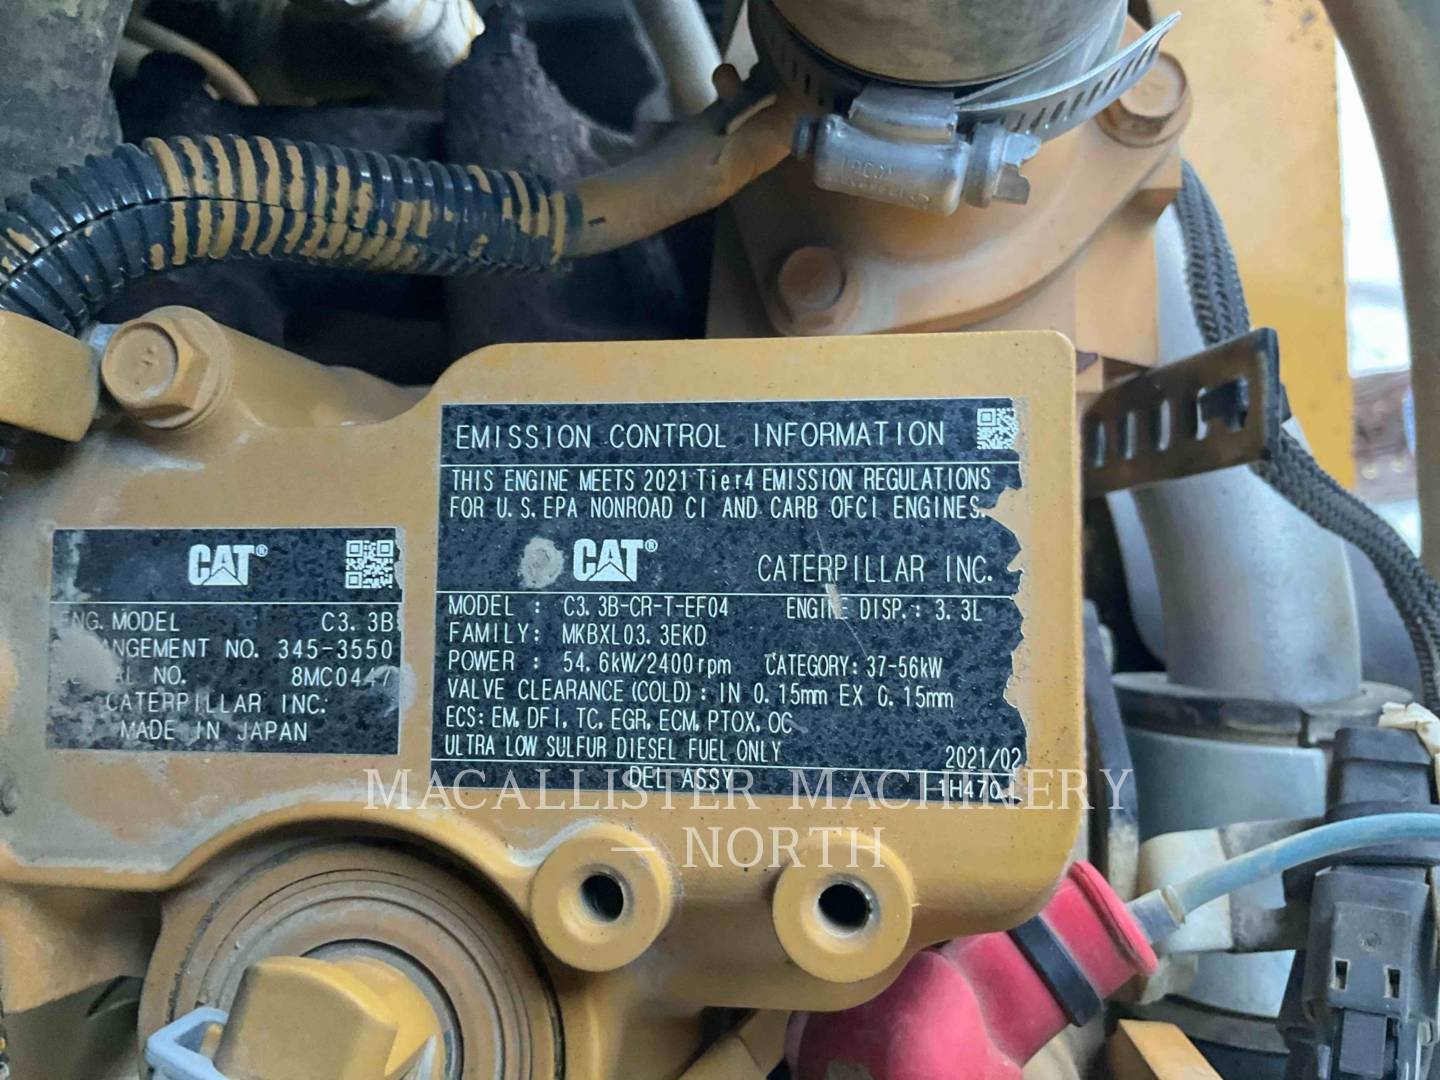 EMISSION CONTROL INFORMATION
THIS ENGINE MEETS 2021 Tier4 EMISSION REGULATIONS
FOR U.S. EPA NONROAD CI AND CARB OFCI ENGINES.
CAT® CATERPILLAR INC.
MODEL : C3.3B-CR-T-EF04 ENGINE DISP.: 3.3L
FAMILY: MKBXL03.3EKD
POWER : 54.6kW/2400rpm CATEGORY: 37-56kW
VALVE CLEARANCE (COLD) : IN 0.15mm EX 0.15mm
ECS: EM, DFI, TC, EGR, ECM, PTOX, OC
ULTRA LOW SULFUR DIESEL FUEL ONLY 2021/02
DEL ASSY
CAT®
ENG. MODEL C3.3B
NO. 345-3550
NO.
CATERPILLAR INC.
MADE IN JAPAN
MACALLISTER MACHINERY
— NORTH